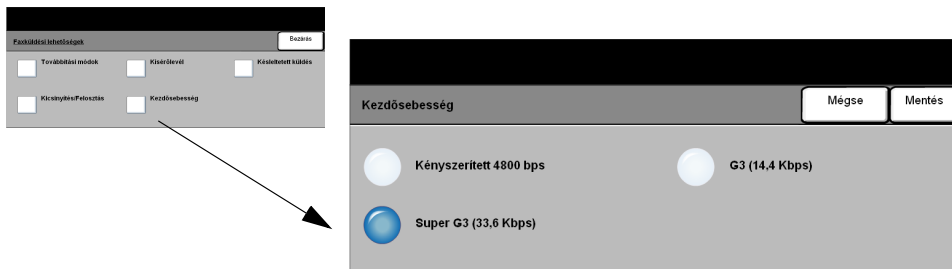 Faxküldési lehetőségek
Bezárás
Továbbítási módok
Kísérőlevél
Késleltetett küldés
Kicsinyítés/Felosztás
Kezdősebesség
Kezdősebesség
Mégse
Mentés
Kényszerített 4800 bps
G3 (14,4 Kbps)
Super G3 (33,6 Kbps)